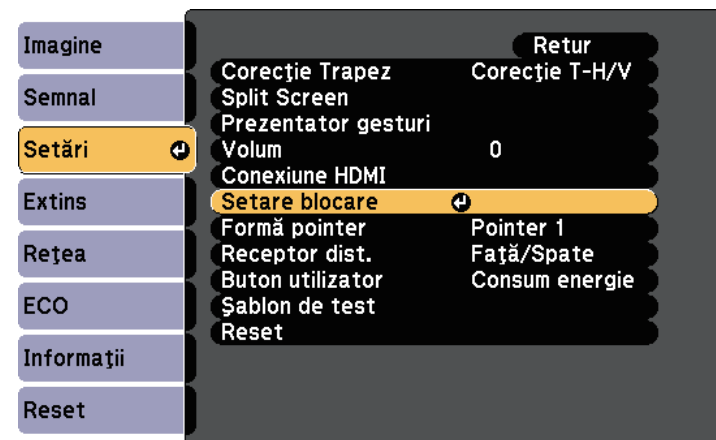 Imagine
Semnal
Setări
Extins
Reţea
ECO
Informaţii
Reset
Retur
Corecţie Trapez Corecţie T-H/V
Split Screen
Prezentator gesturi
Volum 0
Conexiune HDMI
Setare blocare
Formă pointer Pointer 1
Receptor dist. Faţă/Spate
Buton utilizator Consum energie
Şablon de test
Reset